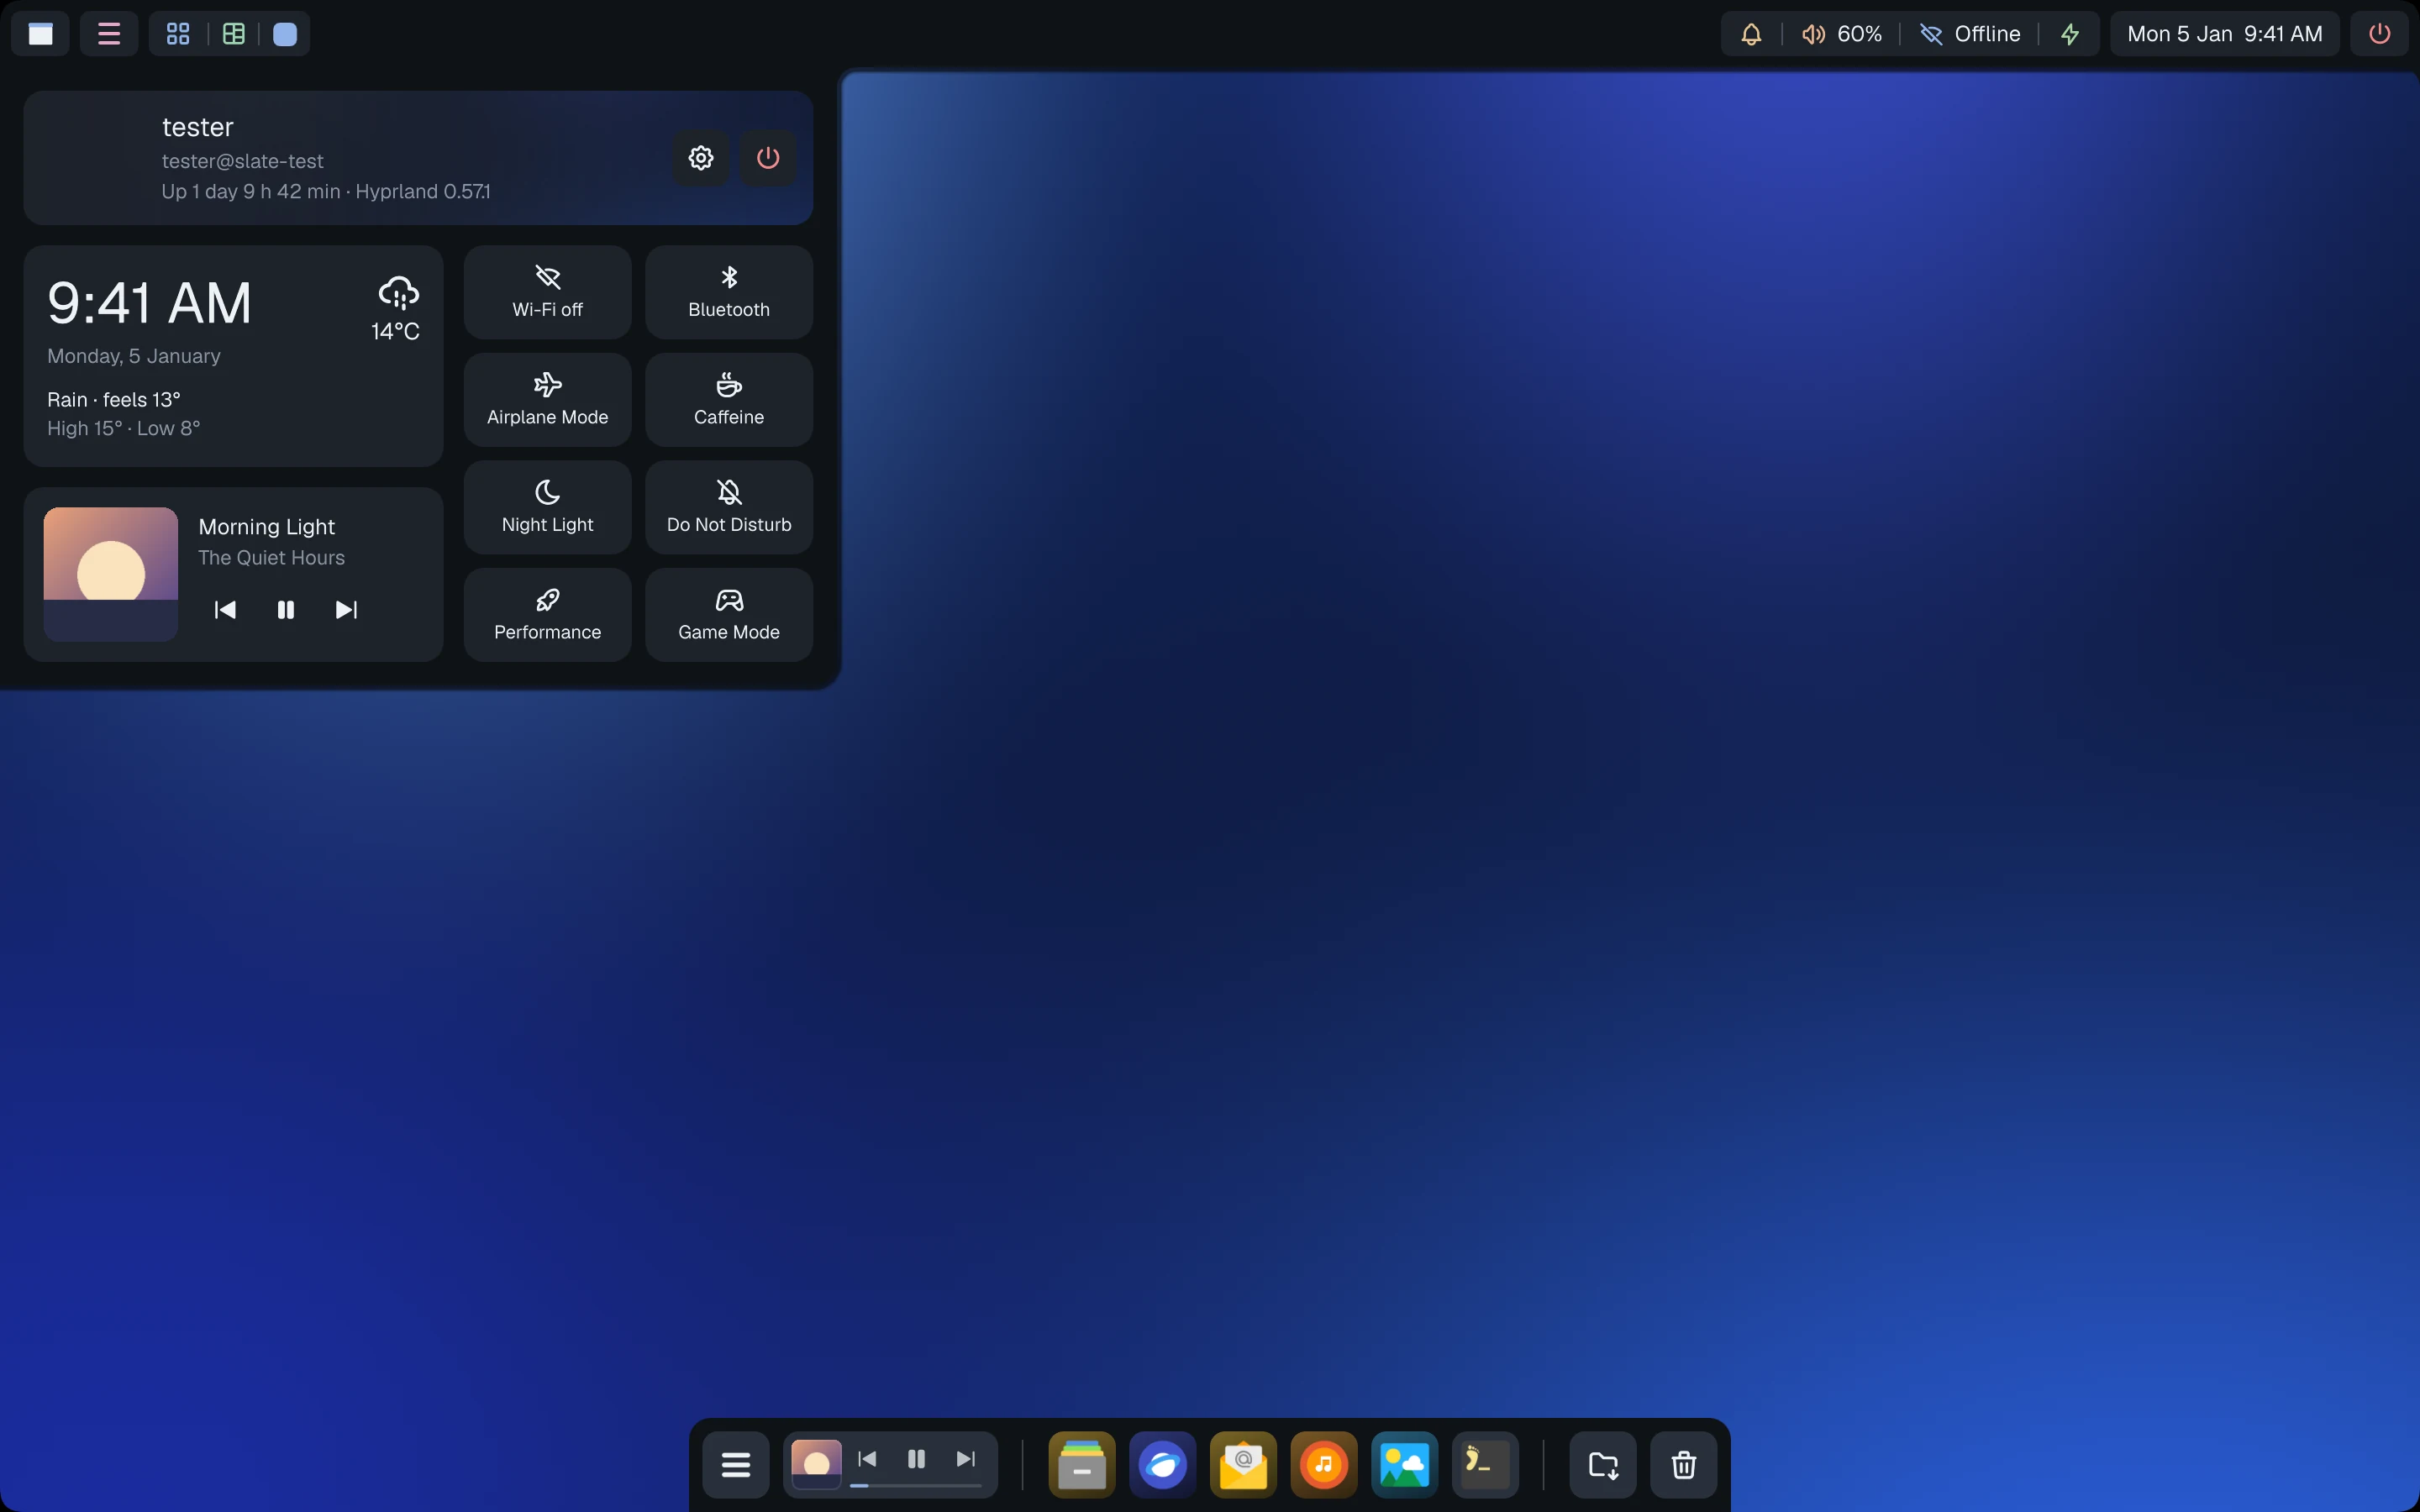 60%
Offline
Mon 5 Jan 9:41 AM
tester
tester@slate-test
Up 1 day 9 h 42 min · Hyprland 0.57.1
9:41 AM
14°C
Monday, 5 January
Rain · feels 13°
High 15° · Low 8°
Wi-Fi off
Bluetooth
Airplane Mode
Caffeine
Night Light
Do Not Disturb
Performance
Game Mode
Morning Light
The Quiet Hours
@